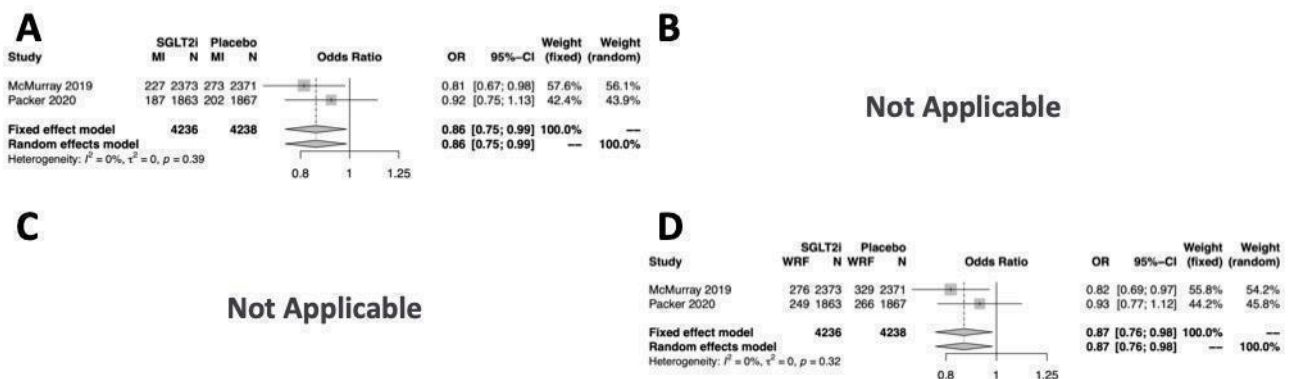 A
SGLT2i Placebo Weight Weight
Study MI N MI N Odds Ratio OR 95%−CI (fixed) (random)
McMurray 2019 227 2373 273 2371 0.81 [0.67; 0.98] 57.6% 56.1%
Packer 2020 187 1863 202 1867 0.92 [0.75; 1.13] 42.4% 43.9%
Fixed effect model 4236 4238 0.86 [0.75; 0.99] 100.0% −−
Random effects model 0.86 [0.75; 0.99] −− 100.0%
Heterogeneity: I² = 0%, τ² = 0, p = 0.39
0.8 1 1.25
B
Not Applicable
C
Not Applicable
D
SGLT2i Placebo Weight Weight
Study WRF N WRF N Odds Ratio OR 95%−CI (fixed) (random)
McMurray 2019 276 2373 329 2371 0.82 [0.69; 0.97] 55.8% 54.2%
Packer 2020 249 1863 266 1867 0.93 [0.77; 1.12] 44.2% 45.8%
Fixed effect model 4236 4238 0.87 [0.76; 0.98] 100.0% −−
Random effects model 0.87 [0.76; 0.98] −− 100.0%
Heterogeneity: I² = 0%, τ² = 0, p = 0.32
0.8 1 1.25